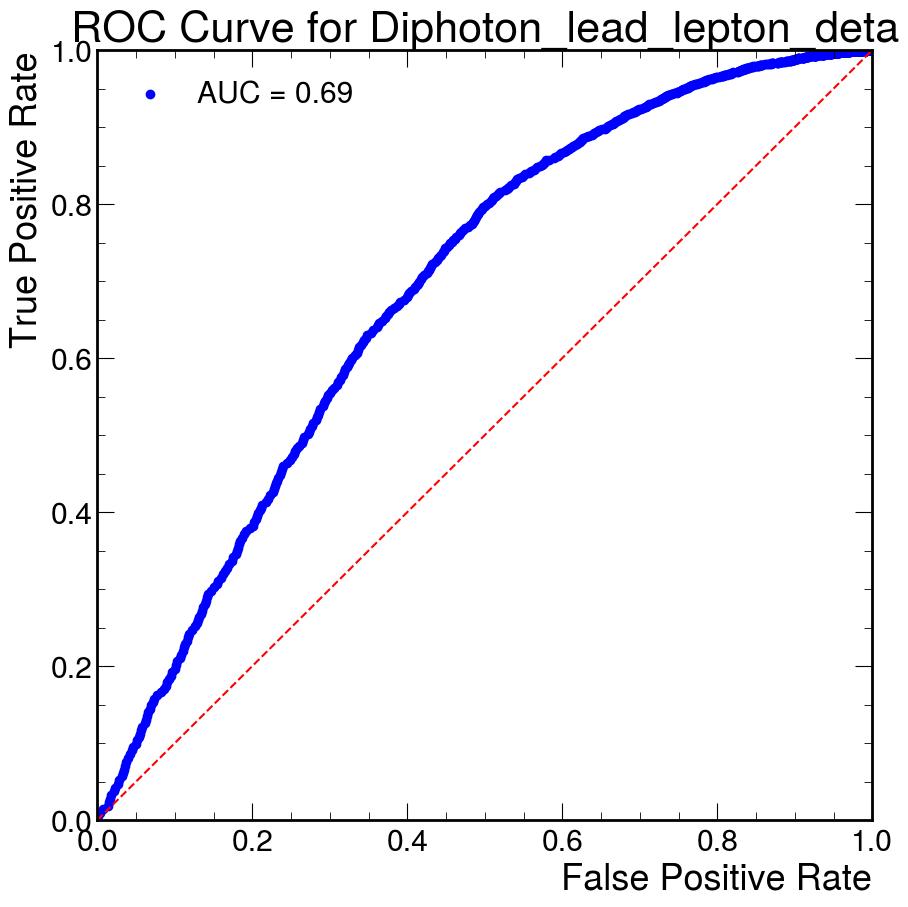 ROC Curve for Diphoton_lead_lepton_deta
AUC = 0.69
True Positive Rate
1.0
0.8
0.6
0.4
0.2
0.0
0.0 0.2 0.4 0.6 0.8 1.0
False Positive Rate